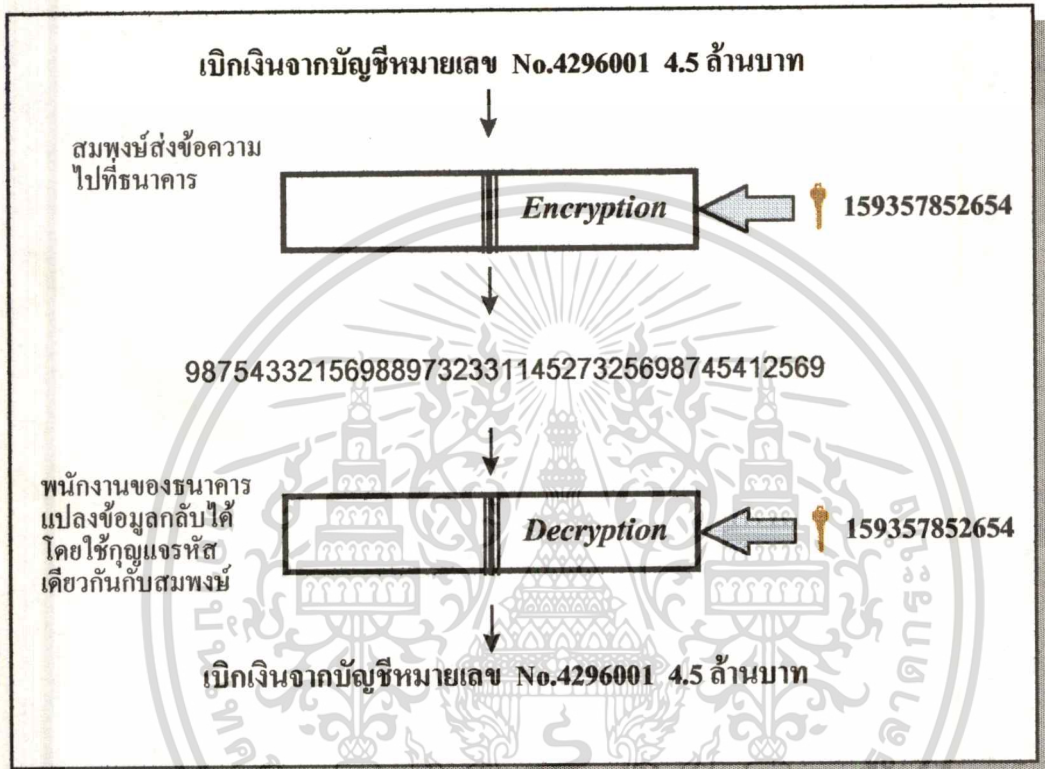 เบิกเงินจากบัญชีหมายเลข No.4296001 4.5 ล้านบาท
สมพงษ์ส่งข้อความ
ไปที่ธนาคาร
Encryption
159357852654
987543321569889732331145273256987454125​69
พนักงานของธนาคาร
แปลงข้อมูลกลับได้
โดยใช้กุญแจรหัส
เดียวกันกับสมพงษ์
Decryption
159357852654
เบิกเงินจากบัญชีหมายเลข No.4296001 4.5 ล้านบาท